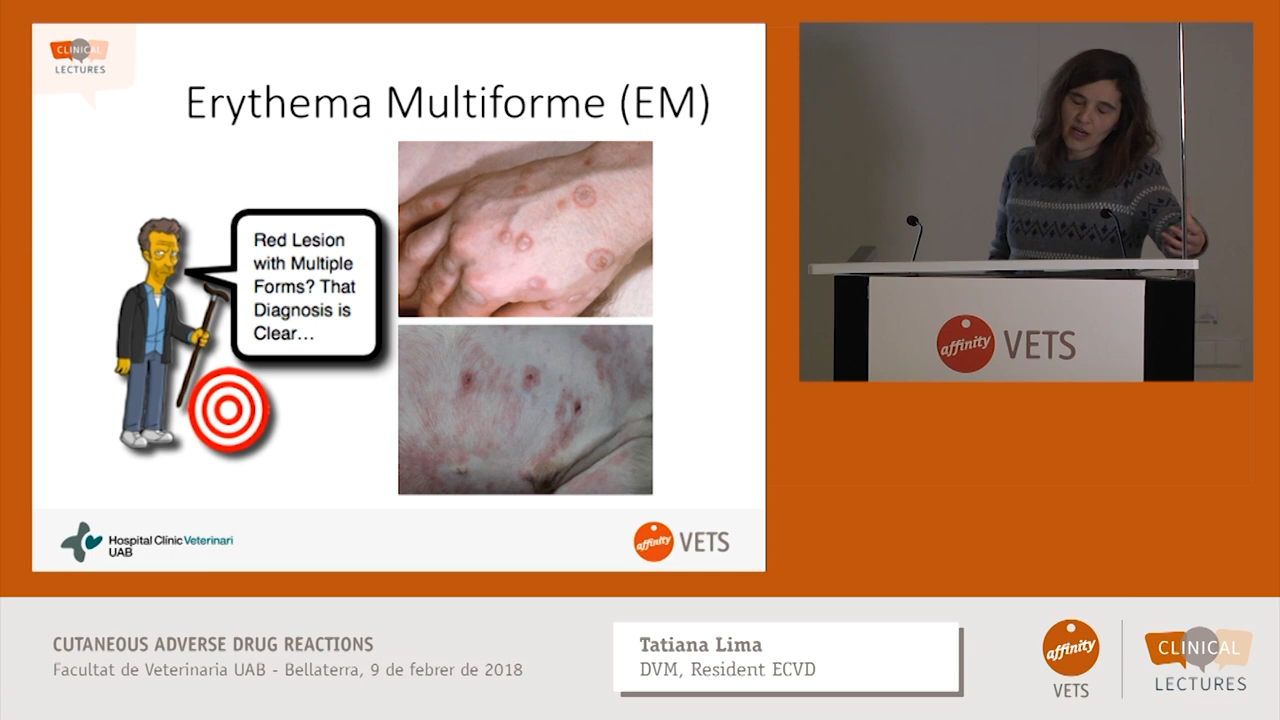 CLINICAL
LECTURES
Erythema Multiforme (EM)
Red Lesion
with Multiple
Forms? That
Diagnosis is
Clear...
Hospital Clínic Veterinari
UAB
affinity VETS
affinity VETS
CUTANEOUS ADVERSE DRUG REACTIONS
Facultat de Veterinaria UAB - Bellaterra, 9 de febrer de 2018
Tatiana Lima
DVM, Resident ECVD
affinity
VETS
CLINICAL
LECTURES